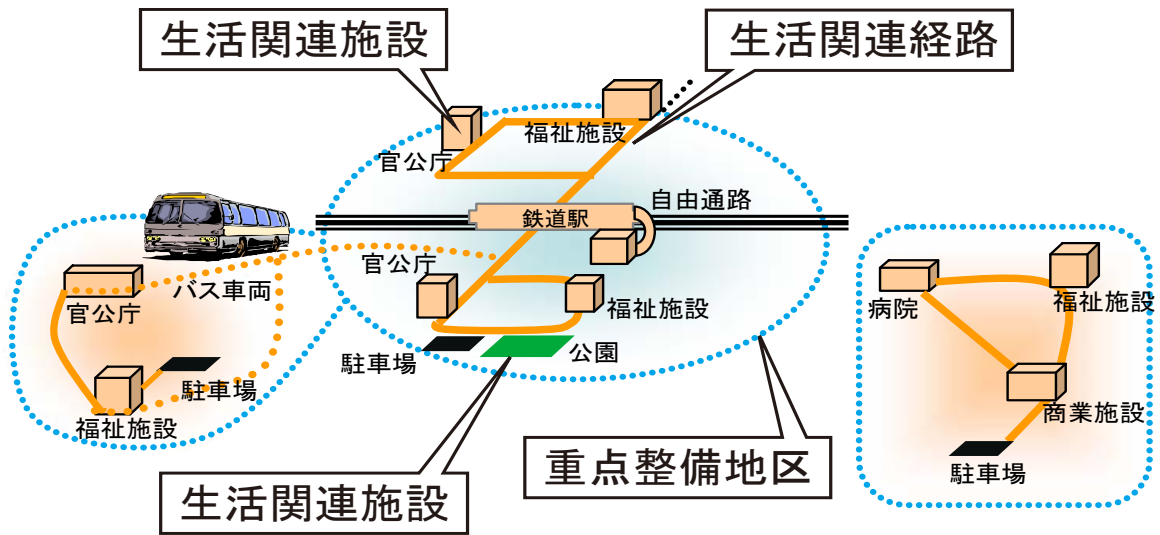 生活関連施設
生活関連経路
福祉施設
官公庁
自由通路
鉄道駅
官公庁
バス車両
官公庁
福祉施設
病院
福祉施設
公園
駐車場
駐車場
福祉施設
商業施設
駐車場
重点整備地区
生活関連施設